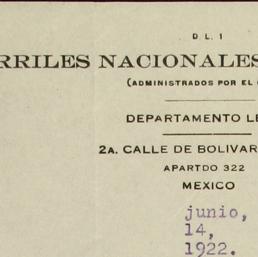 D. L. 1
RRILES NACIONALES
(ADMINISTRADOS POR EL
DEPARTAMENTO LE
2A. CALLE DE BOLIVAR
APARTDO 322
MEXICO
junio,
14,
1922.